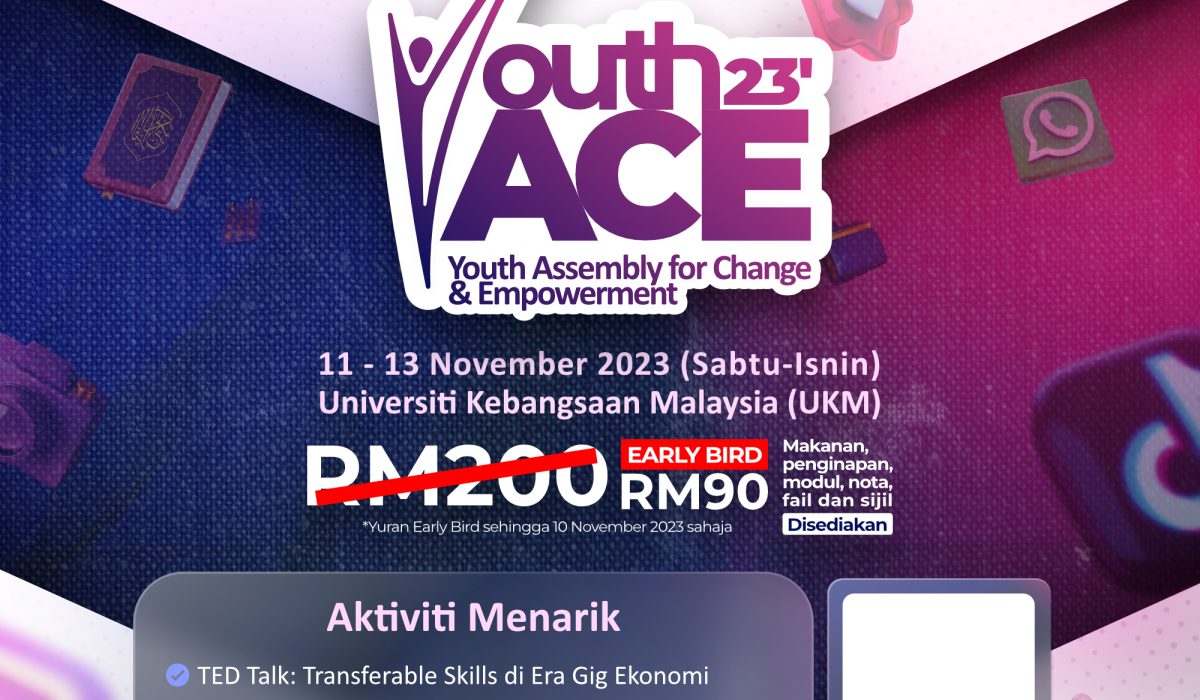 Youth 23'
ACE
Youth Assembly for Change
& Empowerment
11 - 13 November 2023 (Sabtu-Isnin)
Universiti Kebangsaan Malaysia (UKM)
RM200
EARLY BIRD
RM90
*Yuran Early Bird sehingga 10 November 2023 sahaja
Makanan,
penginapan,
modul, nota,
fail dan sijil
Disediakan
Aktiviti Menarik
TED Talk: Transferable Skills di Era Gig Ekonomi